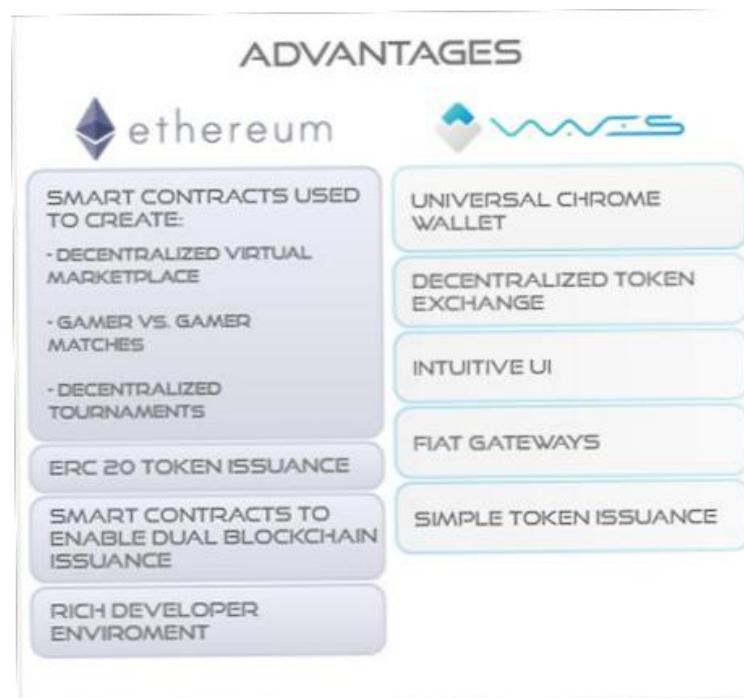 ADVANTAGES
ethereum
SMART CONTRACTS USED
TO CREATE:
- DECENTRALIZED VIRTUAL
MARKETPLACE
- GAMER VS. GAMER
MATCHES
- DECENTRALIZED
TOURNAMENTS
ERC 20 TOKEN ISSUANCE
SMART CONTRACTS TO
ENABLE DUAL BLOCKCHAIN
ISSUANCE
RICH DEVELOPER
ENVIROMENT
WAVES
UNIVERSAL CHROME
WALLET
DECENTRALIZED TOKEN
EXCHANGE
INTUITIVE UI
FIAT GATEWAYS
SIMPLE TOKEN ISSUANCE